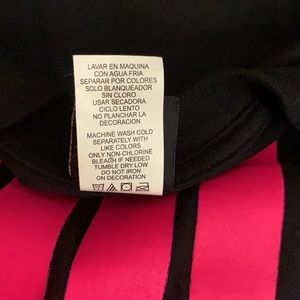 LAVAR EN MAQUINA
CON AGUA FRIA
SEPARAR POR COLORES
SOLO BLANQUEADOR
SIN CLORO
USAR SECADORA
CICLO LENTO
NO PLANCHAR LA
DECORACION
MACHINE WASH COLD
SEPARATELY WITH
LIKE COLORS
ONLY NON-CHLORINE
BLEACH IF NEEDED
TUMBLE DRY LOW
DO NOT IRON
ON DECORATION